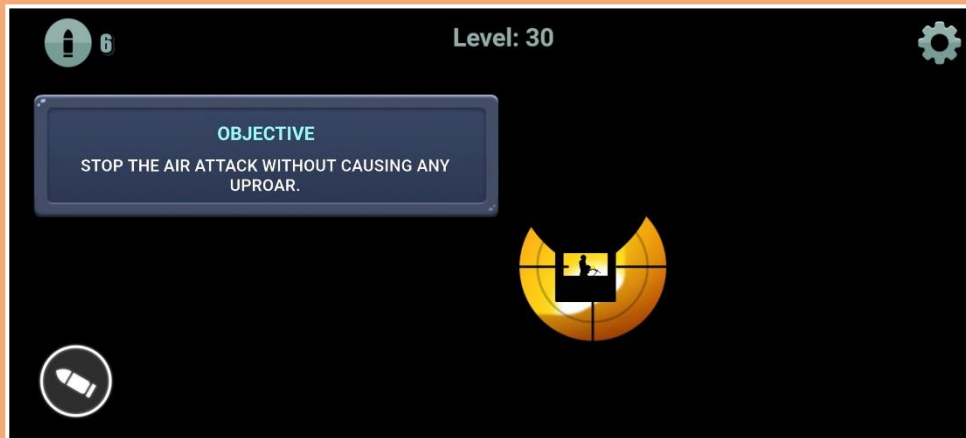 6
Level: 30
OBJECTIVE
STOP THE AIR ATTACK WITHOUT CAUSING ANY
UPROAR.